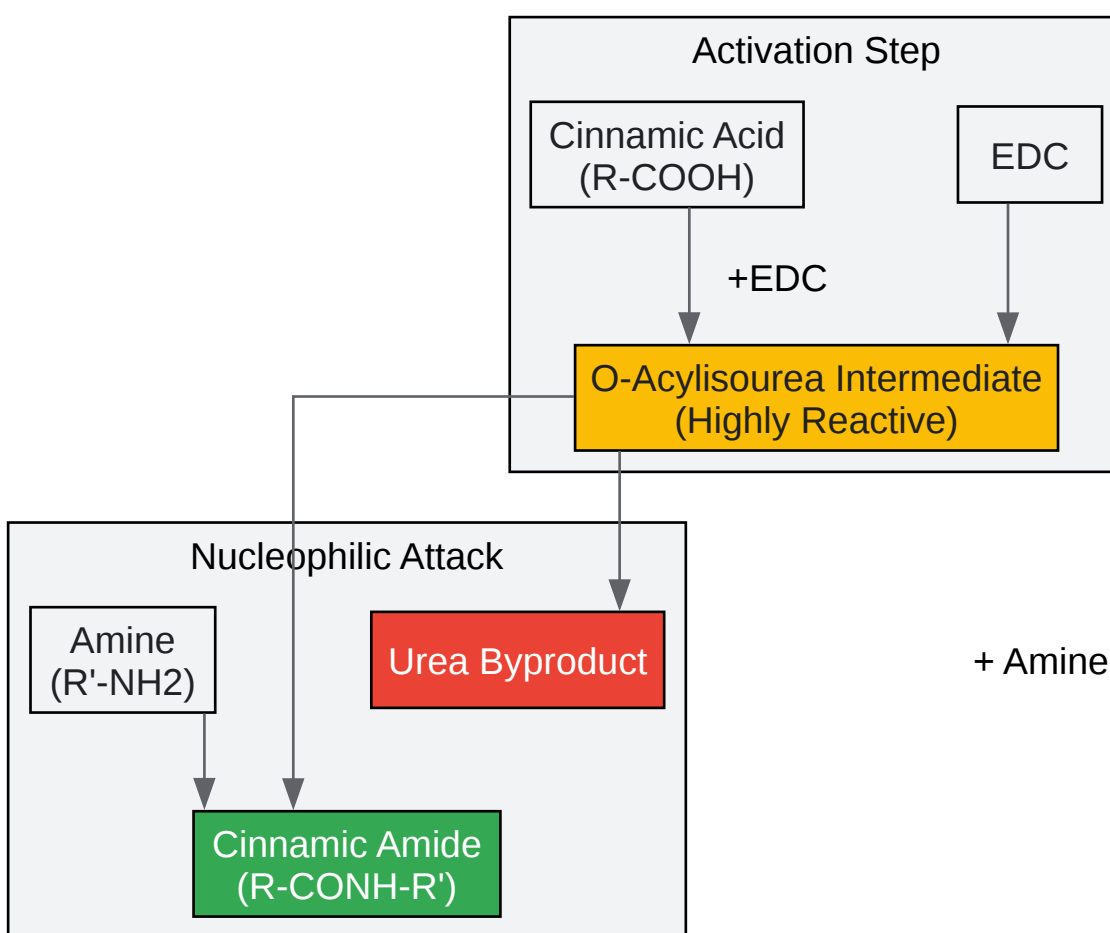 Activation Step
Cinnamic Acid
(R-COOH)
EDC
+EDC
O-Acylisourea Intermediate
(Highly Reactive)
Nucleophilic Attack
Amine
(R'-NH2)
Urea Byproduct
+ Amine
Cinnamic Amide
(R-CONH-R')